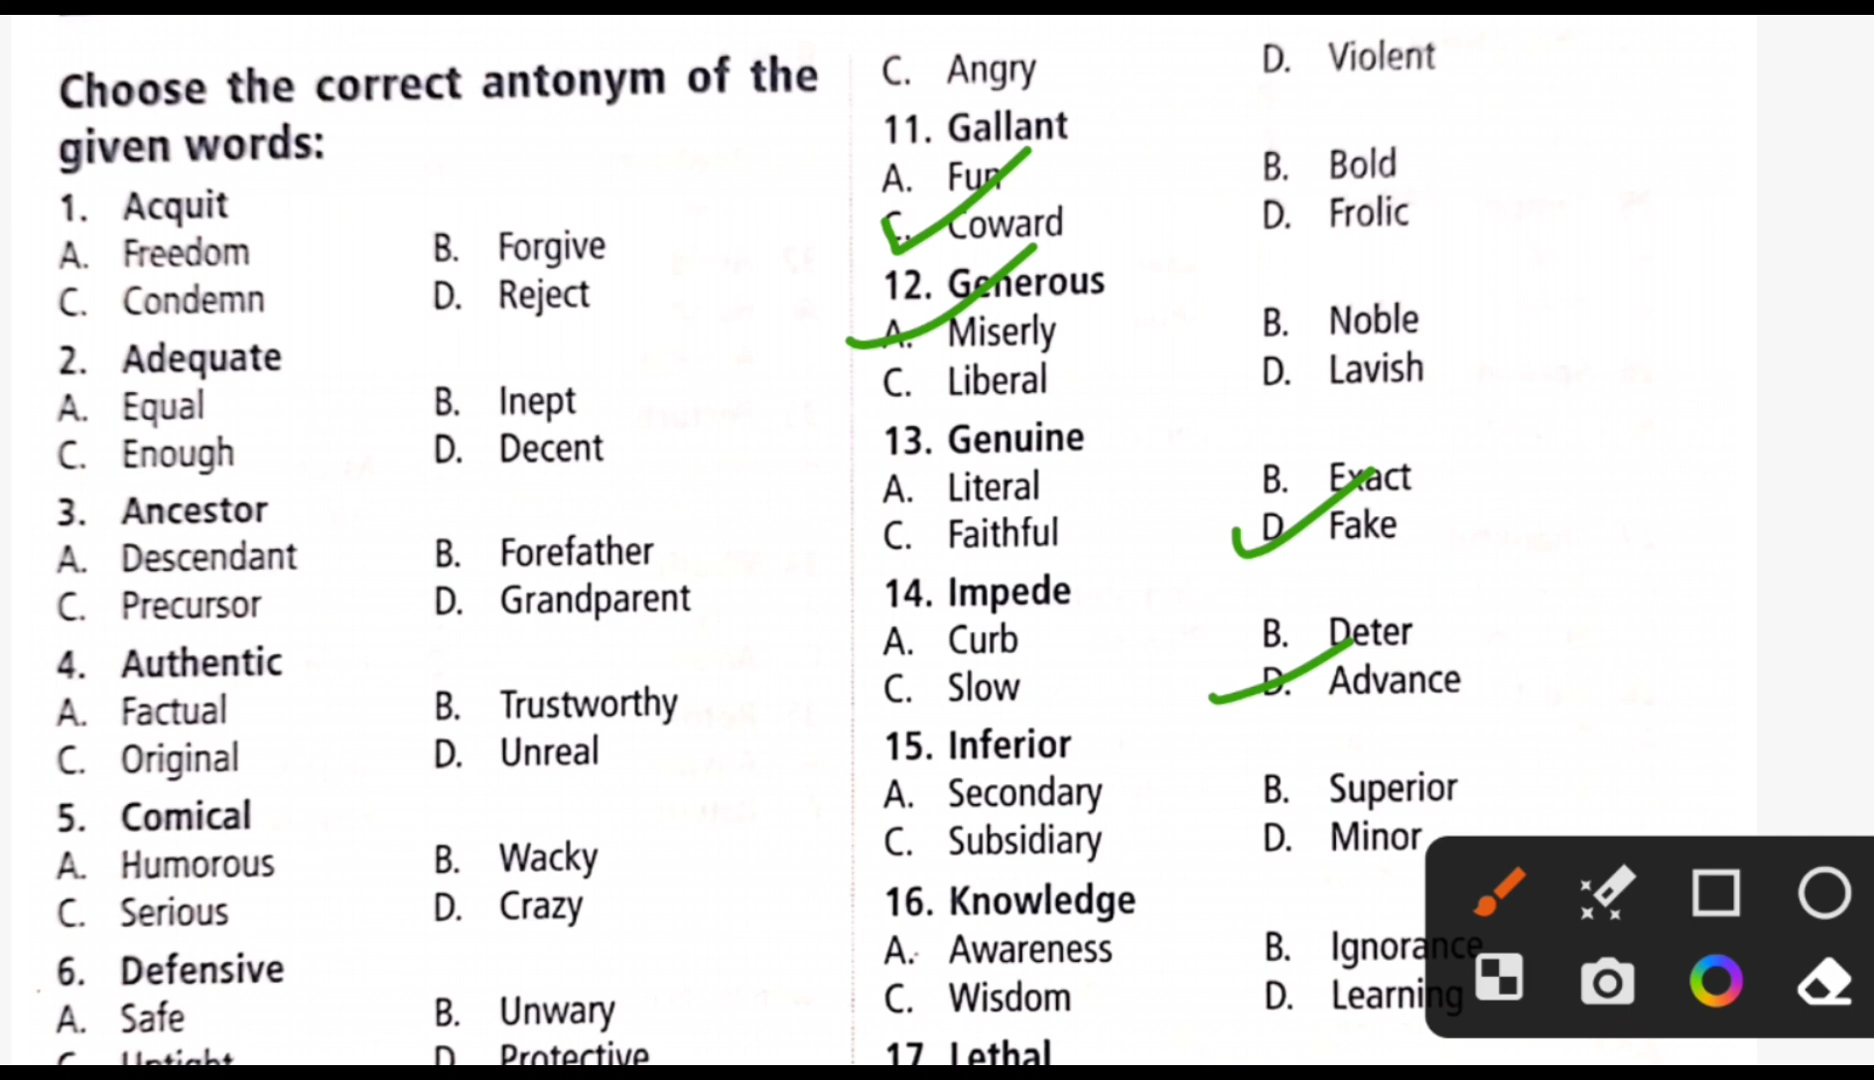 Choose the correct antonym of the
given words:
1. Acquit
A. Freedom B. Forgive
C. Condemn D. Reject
2. Adequate
A. Equal B. Inept
C. Enough D. Decent
3. Ancestor
A. Descendant B. Forefather
C. Precursor D. Grandparent
4. Authentic
A. Factual B. Trustworthy
C. Original D. Unreal
5. Comical
A. Humorous B. Wacky
C. Serious D. Crazy
6. Defensive
A. Safe B. Unwary
C. Uptight D. Protective
C. Angry D. Violent
11. Gallant
A. Fun B. Bold
C. Coward D. Frolic
12. Generous
A. Miserly B. Noble
C. Liberal D. Lavish
13. Genuine
A. Literal B. Exact
C. Faithful D. Fake
14. Impede
A. Curb B. Deter
C. Slow D. Advance
15. Inferior
A. Secondary B. Superior
C. Subsidiary D. Minor
16. Knowledge
A. Awareness B. Ignorance
C. Wisdom D. Learning
17. Lethal